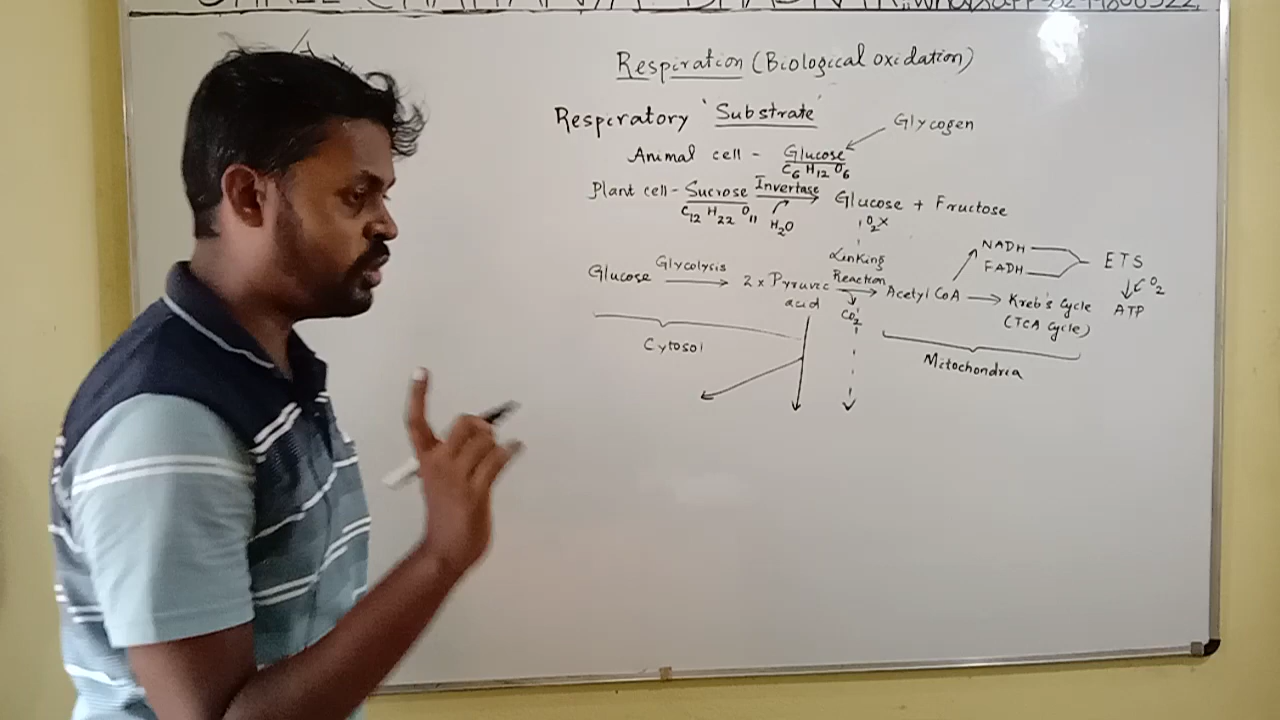 Respiration (Biological oxidation)
Respiratory 'Substrate'
Glycogen
Animal cell - Glucose
C6 H12 O6
Plant cell - Sucrose Invertase Glucose + Fructose
C12 H22 O11 H2O
O2 X
Linking
Reaction
Glucose Glycolysis 2 x Pyruvic
acid
CO2
Acetyl CoA
NADH
FADH
ETS
O2
ATP
Kreb's Cycle
(TCA Cycle)
Cytosol
Mitochondria